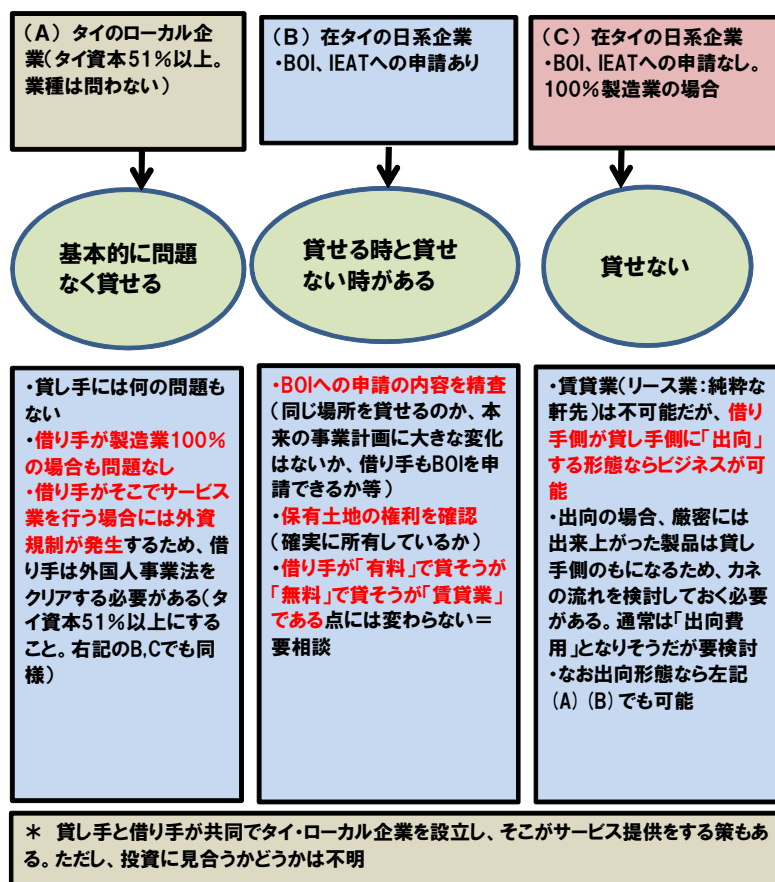 (A) タイのローカル企
業(タイ資本51%以上。
業種は問わない)
(B) 在タイの日系企業
・BOI、IEATへの申請あり
(C) 在タイの日系企業
・BOI、IEATへの申請なし。
100%製造業の場合
基本的に問題
なく貸せる
貸せる時と貸せ
ない時がある
貸せない
・貸し手には何の問題も
ない
・借り手が製造業100%
の場合も問題なし
・借り手がそこでサービス
業を行う場合には外資
規制が発生するため、借
り手は外国人事業法を
クリアする必要がある(タ
イ資本51%以上にする
こと。右記のB,Cでも同
様)
・BOIへの申請の内容を精査
(同じ場所を貸せるのか、本
来の事業計画に大きな変化
はないか、借り手もBOIを申
請できるか等)
・保有土地の権利を確認
(確実に所有しているか)
・借り手が「有料」で貸そうが
「無料」で貸そうが「賃貸業」
である点には変わらない=
要相談
・賃貸業(リース業:純粋な
軒先)は不可能だが、借り
手側が貸し手側に「出向」
する形態ならビジネスが可
能
・出向の場合、厳密には
出来上がった製品は貸し
手側のもになるため、カネ
の流れを検討しておく必
要がある。通常は「出向費
用」となりそうだが要検討
・なお出向形態なら左記
(A) (B) でも可能
* 貸し手と借り手が共同でタイ・ローカル企業を設立し、そこがサービス提供をする策もあ
る。ただし、投資に見合うかどうかは不明